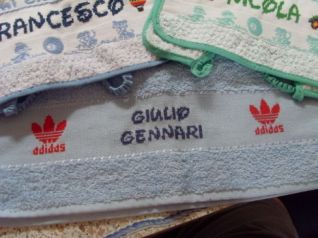 FRANCESCO
NICOLA
GIULIO
GENNARI
adidas
adidas